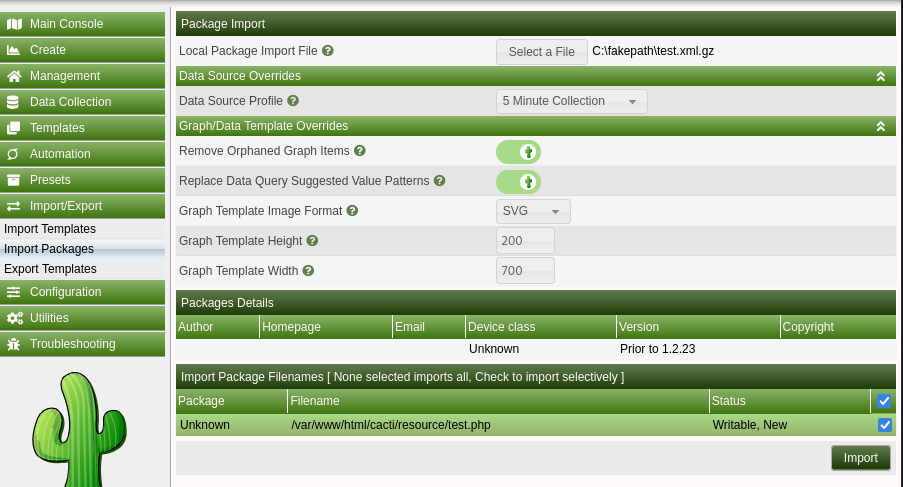 Main Console
Create
Management
Data Collection
Templates
Automation
Presets
Import/Export
Import Templates
Import Packages
Export Templates
Configuration
Utilities
Troubleshooting
Package Import
Local Package Import File Select a File C:\fakepath\test.xml.gz
Data Source Overrides
Data Source Profile 5 Minute Collection
Graph/Data Template Overrides
Remove Orphaned Graph Items
Replace Data Query Suggested Value Patterns
Graph Template Image Format SVG
Graph Template Height 200
Graph Template Width 700
Packages Details
Author Homepage Email Device class Version Copyright
Unknown Prior to 1.2.23
Import Package Filenames [ None selected imports all, Check to import selectively ]
Package Filename Status
Unknown /var/www/html/cacti/resource/test.php Writable, New
Import